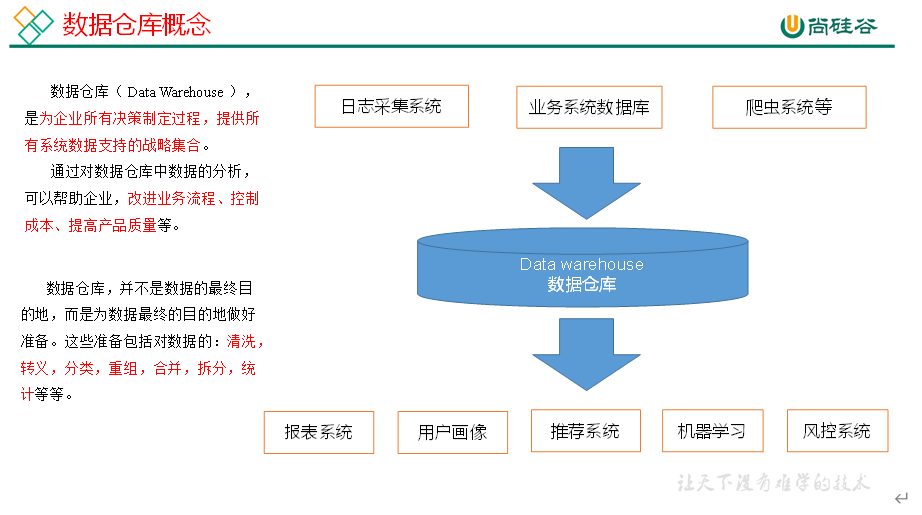 数据仓库概念
尚硅谷
数据仓库（ Data Warehouse ），
是为企业所有决策制定过程，提供所
有系统数据支持的战略集合。
通过对数据仓库中数据的分析，
可以帮助企业，改进业务流程、控制
成本、提高产品质量等。
数据仓库，并不是数据的最终目
的地，而是为数据最终的目的地做好
准备。这些准备包括对数据的：清洗，
转义，分类，重组，合并，拆分，统
计等等。
日志采集系统
业务系统数据库
爬虫系统等
Data warehouse
数据仓库
报表系统
用户画像
推荐系统
机器学习
风控系统
让天下没有难学的技术